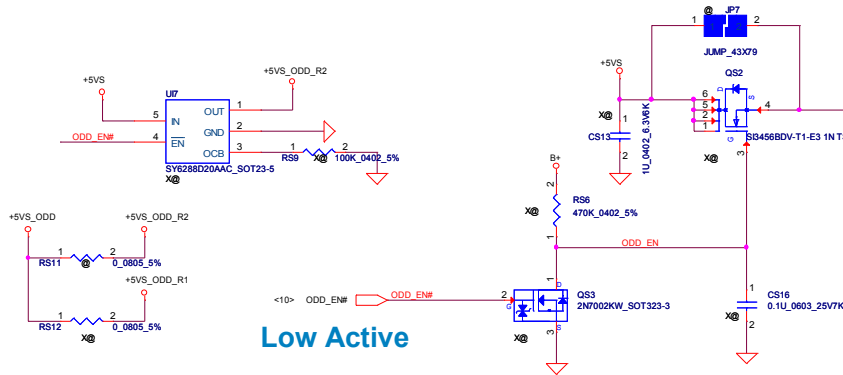 @ JP7
1 2
JUMP_43X79
+5VS
+5VS_ODD_R2
UI7
5 IN
OUT 1
ODD_EN# 4 EN
GND 2
OCB 3
RS9 1 X@ 2 100K_0402_5%
SY6288D20AAC_SOT23-5
X@
+5VS
X@
CS13
1
2
1U_0402_6.3V6K
QS2
D
S
G
6
5
2
1
4
3
SI3456BDV-T1-E3 1N T
X@
B+
2
X@
RS6
470K_0402_5%
1
ODD_EN
+5VS_ODD
+5VS_ODD_R2
1 2
RS11 @ 0_0805_5%
+5VS_ODD_R1
1 2
RS12 X@ 0_0805_5%
<10> ODD_EN# ODD_EN# 2
1
D
G
S
3
QS3
2N7002KW_SOT323-3
X@
1
CS16
0.1U_0603_25V7K
X@
2
Low Active